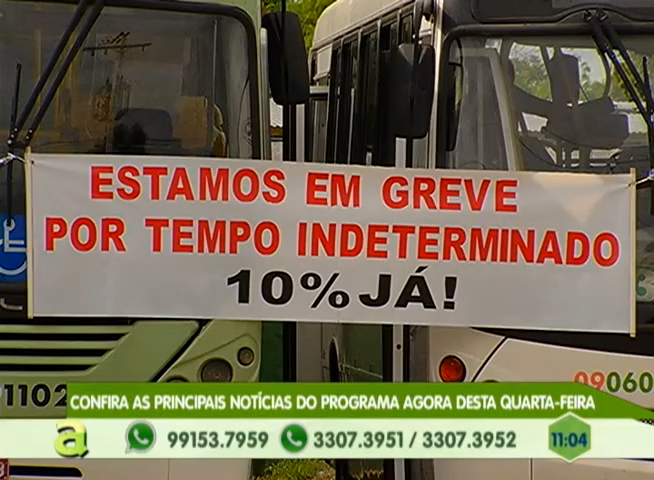 ESTAMOS EM GREVE
POR TEMPO INDETERMINADO
10% JÁ!
1102
09060
CONFIRA AS PRINCIPAIS NOTÍCIAS DO PROGRAMA AGORA DESTA QUARTA-FEIRA
a 99153.7959 3307.3951 / 3307.3952 11:04